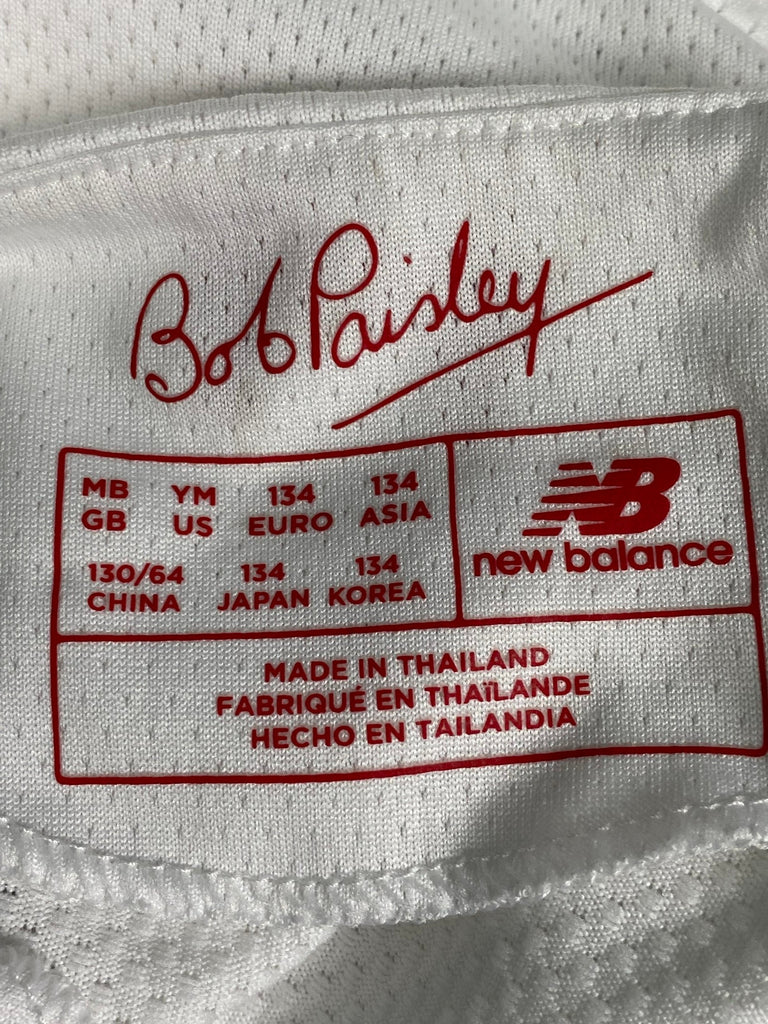 Bob Paisley
MB YM 134 134
GB US EURO ASIA
130/64 134 134
CHINA JAPAN KOREA
NB
new balance
MADE IN THAILAND
FABRIQUÉ EN THAÏLANDE
HECHO EN TAILANDIA